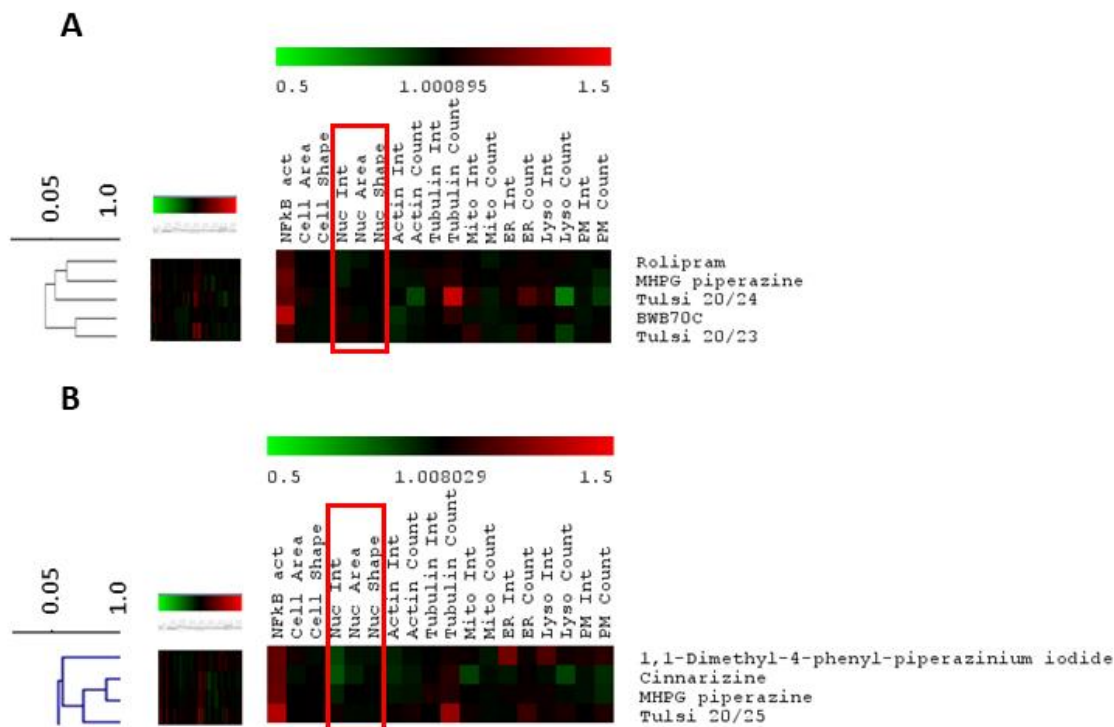 A
0.5 1.000895 1.5
0.05
1.0
NFkB act
Cell Area
Cell Shape
Nuc Int
Nuc Area
Nuc Shape
Actin Int
Actin Count
Tubulin Int
Tubulin Count
Mito Int
Mito Count
ER Int
ER Count
Lyso Int
Lyso Count
PM Int
PM Count
Rolipram
MHPG piperazine
Tulsi 20/24
BWB70C
Tulsi 20/23
B
0.5 1.008029 1.5
0.05
1.0
NFkB act
Cell Area
Cell Shape
Nuc Int
Nuc Area
Nuc Shape
Actin Int
Actin Count
Tubulin Int
Tubulin Count
Mito Int
Mito Count
ER Int
ER Count
Lyso Int
Lyso Count
PM Int
PM Count
1,1-Dimethyl-4-phenyl-piperazinium iodide
Cinnarizine
MHPG piperazine
Tulsi 20/25